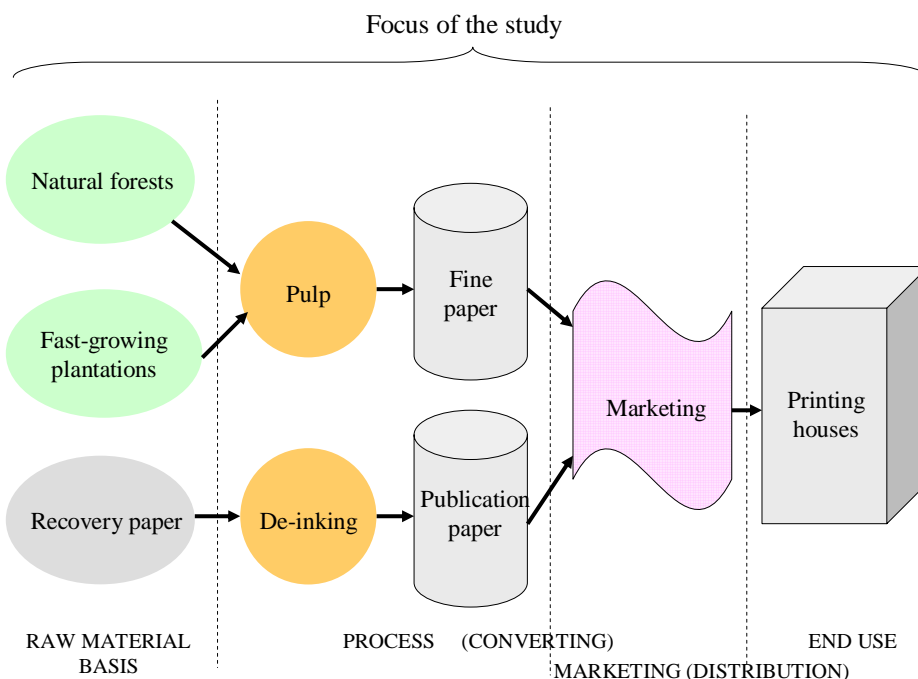 Focus of the study
Natural forests
Fast-growing
plantations
Recovery paper
Pulp
De-inking
Fine
paper
Publication
paper
Marketing
Printing
houses
RAW MATERIAL
BASIS
PROCESS (CONVERTING)
MARKETING (DISTRIBUTION)
END USE